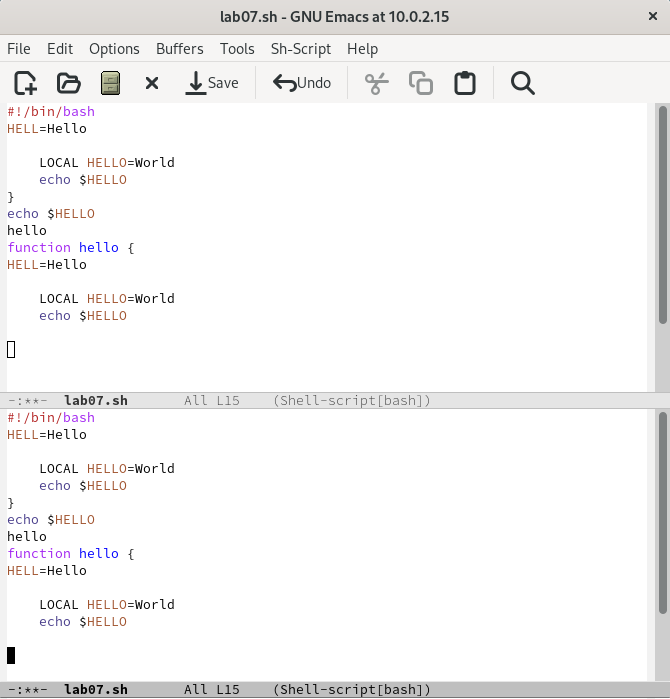 lab07.sh - GNU Emacs at 10.0.2.15
File Edit Options Buffers Tools Sh-Script Help
Save Undo
#!/bin/bash
HELL=Hello
LOCAL HELLO=World
echo $HELLO
}
echo $HELLO
hello
function hello {
HELL=Hello
LOCAL HELLO=World
echo $HELLO
-:**- lab07.sh All L15 (Shell-script[bash])
#!/bin/bash
HELL=Hello
LOCAL HELLO=World
echo $HELLO
}
echo $HELLO
hello
function hello {
HELL=Hello
LOCAL HELLO=World
echo $HELLO
-:**- lab07.sh All L15 (Shell-script[bash])